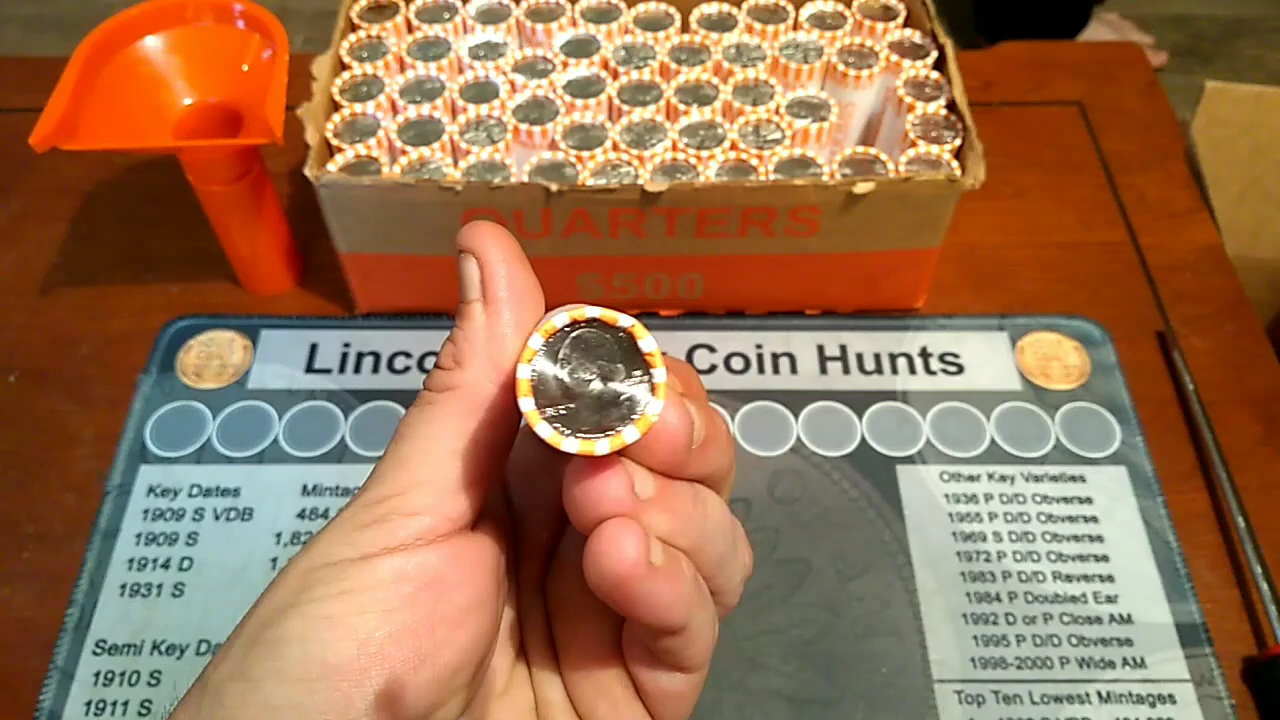 QUARTERS
$500
Coin Hunts
Key Dates
1909 S VDB
1909 S
1914 D
1931 S
Semi Key
1910 S
1911 S
Other Key Varieties
1936 P D/D Obverse
1955 P D/D Obverse
1969 S D/D Obverse
1972 P D/D Obverse
1983 P D/D Reverse
1984 P Doubled Ear
1992 D or P Close AM
1995 P D/D Obverse
1998-2000 P Wide AM
Top Ten Lowest Mintages